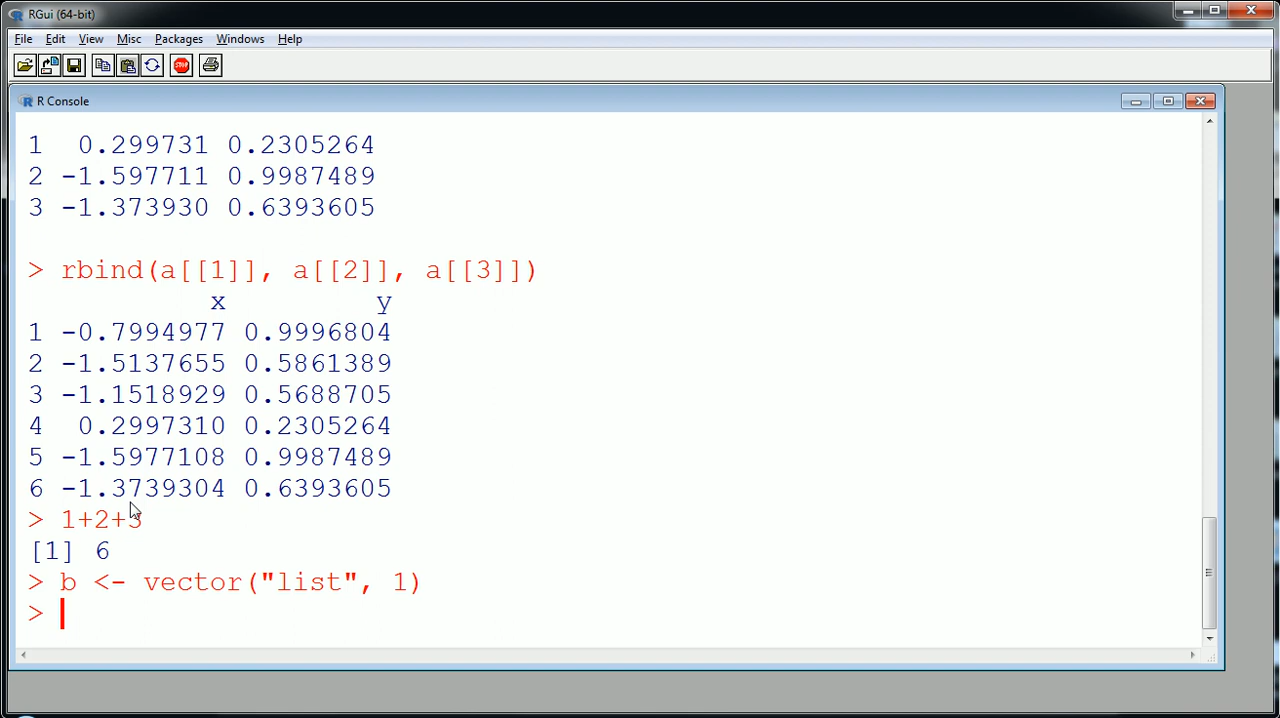 RGui (64-bit)
File Edit View Misc Packages Windows Help
STOP
R Console
1 0.299731 0.2305264
2 -1.597711 0.9987489
3 -1.373930 0.6393605
> rbind(a[[1]], a[[2]], a[[3]])
x y
1 -0.7994977 0.9996804
2 -1.5137655 0.5861389
3 -1.1518929 0.5688705
4 0.2997310 0.2305264
5 -1.5977108 0.9987489
6 -1.3739304 0.6393605
> 1+2+3
[1] 6
> b <- vector("list", 1)
>